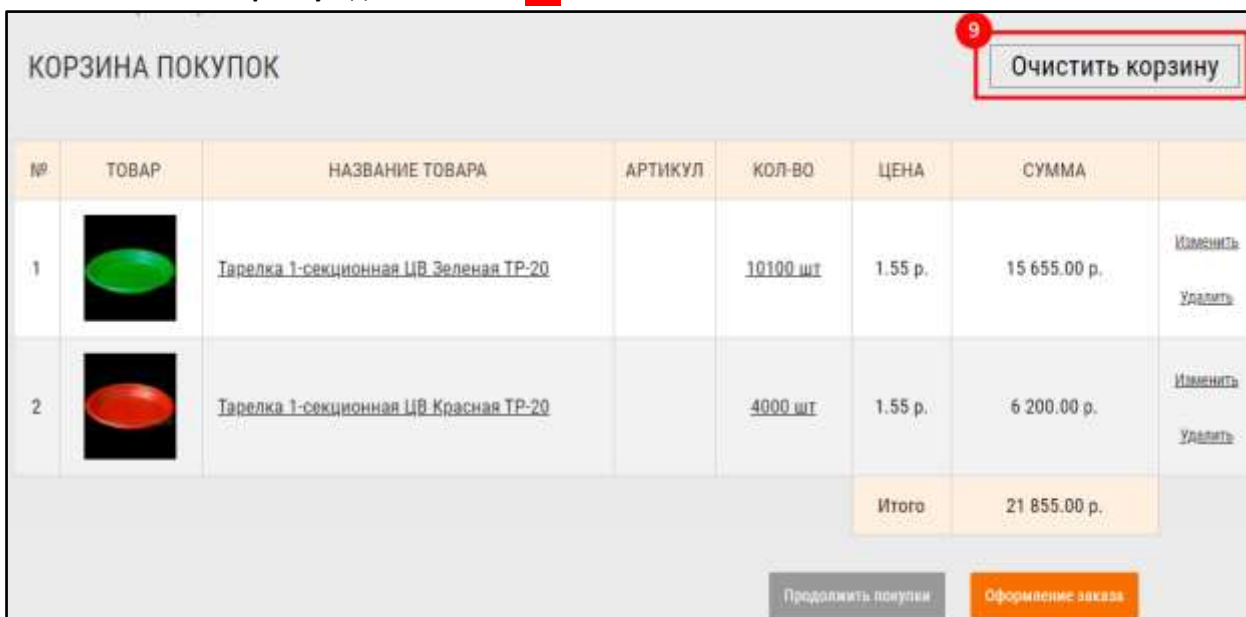 9
КОРЗИНА ПОКУПОК
Очистить корзину
№ ТОВАР НАЗВАНИЕ ТОВАРА АРТИКУЛ КОЛ-ВО ЦЕНА СУММА
Изменить
1 Тарелка 1-секционная ЦВ Зеленая ТР-20 10100 шт 1.55 р. 15 655.00 р.
Удалить
Изменить
2 Тарелка 1-секционная ЦВ Красная ТР-20 4000 шт 1.55 р. 6 200.00 р.
Удалить
Итого 21 855.00 р.
Продолжить покупки Оформление заказа